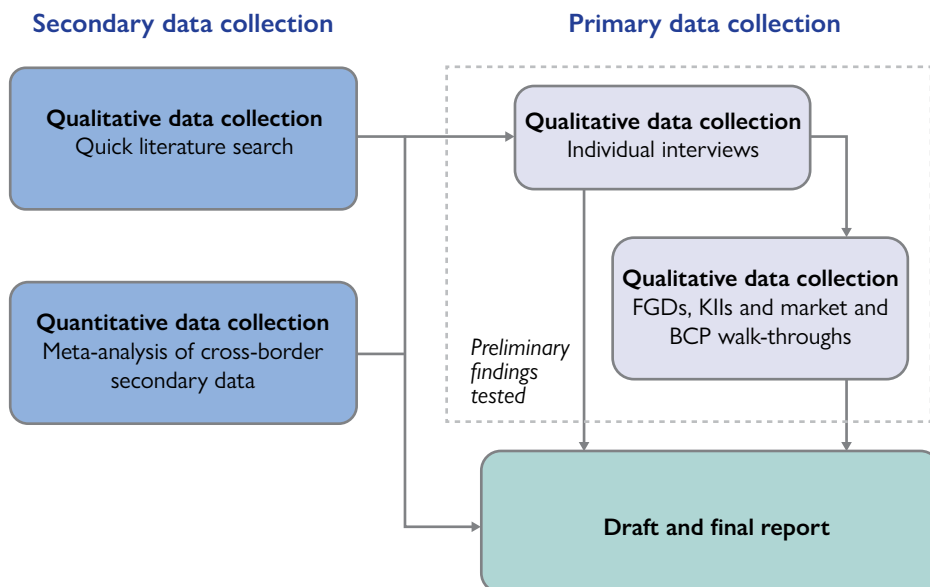 Secondary data collection
Primary data collection
Qualitative data collection
Quick literature search
Qualitative data collection
Individual interviews
Quantitative data collection
Meta-analysis of cross-border
secondary data
Qualitative data collection
FGDs, KIIs and market and
BCP walk-throughs
Preliminary
findings
tested
Draft and final report